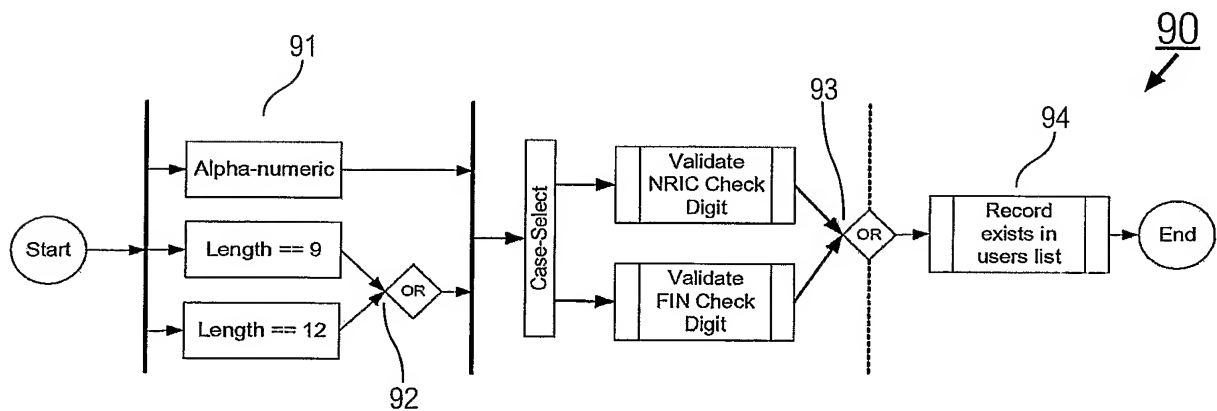 90
91
93
94
Alpha-numeric
Validate
NRIC Check
Digit
Start
Length == 9
OR
Case-Select
OR
Record
exists in
users list
End
Length == 12
Validate
FIN Check
Digit
92